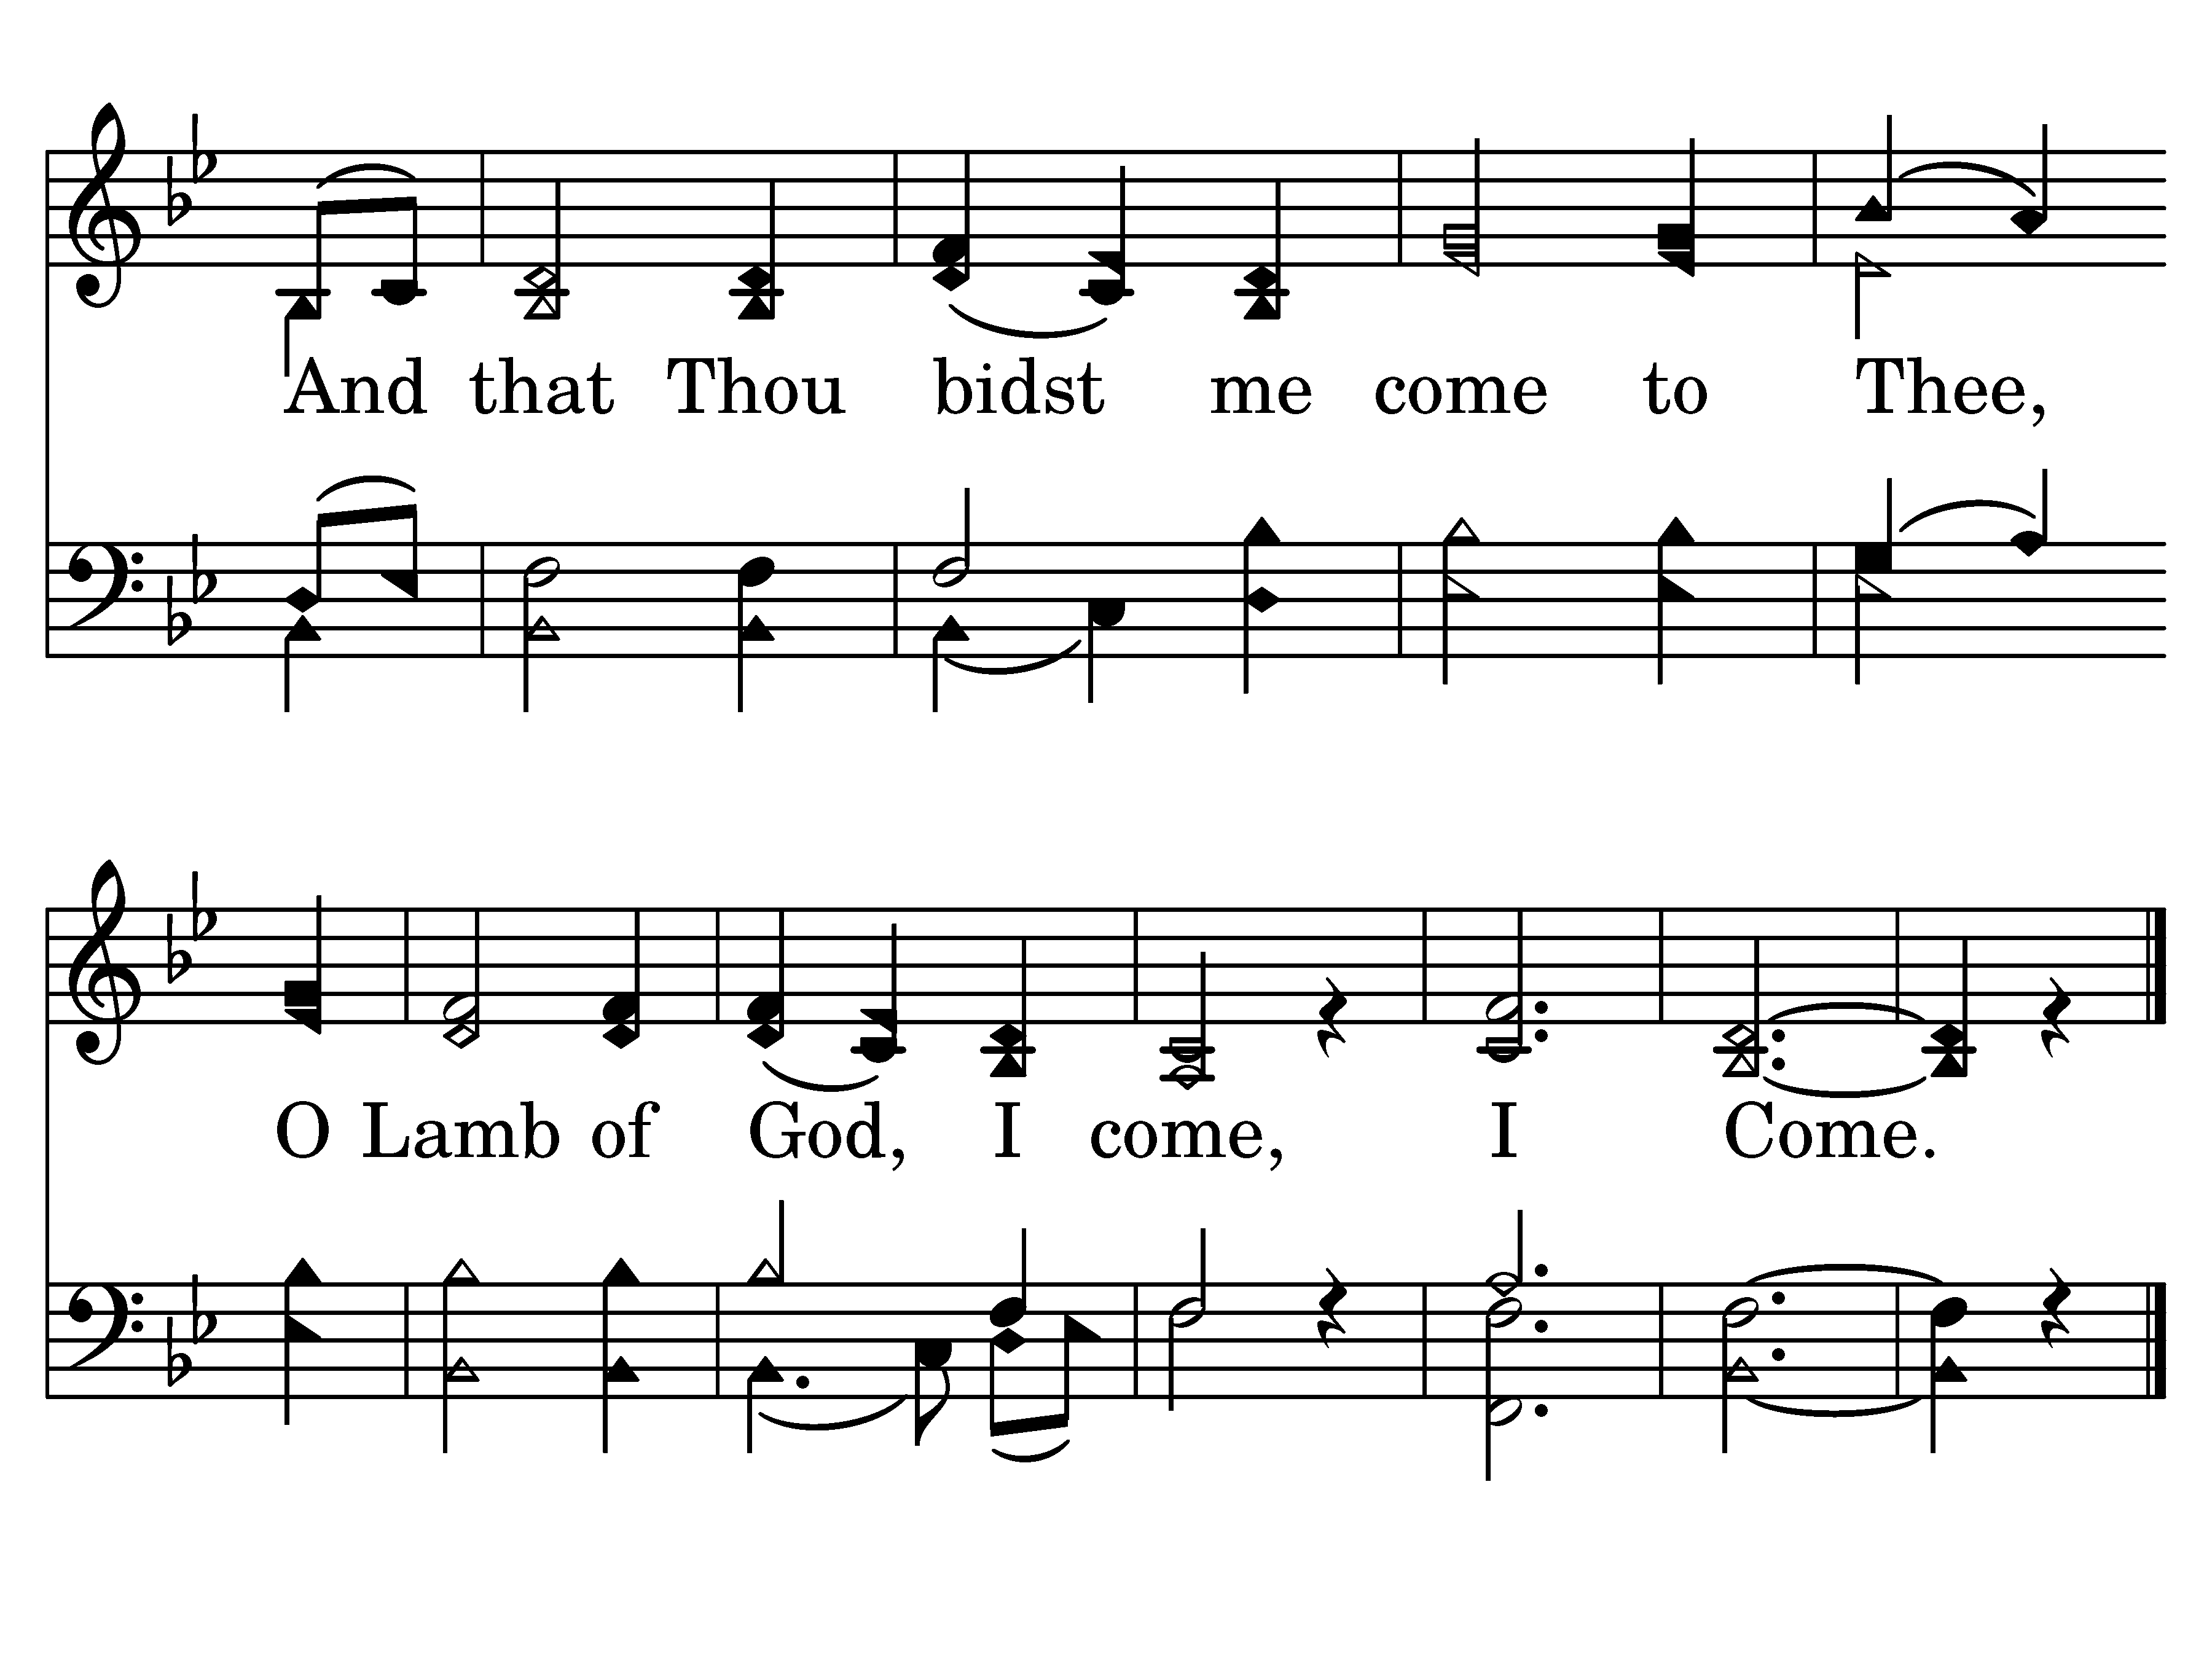 And that Thou bidst me come to Thee,
O Lamb of God, I come, I Come.